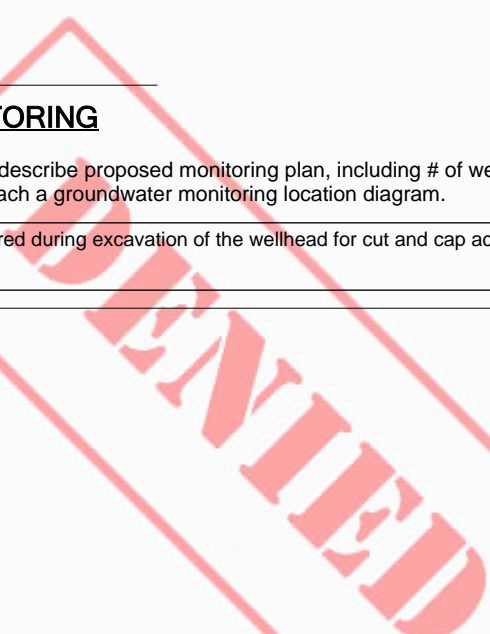 TORING
describe proposed monitoring plan, including # of we
ach a groundwater monitoring location diagram.
red during excavation of the wellhead for cut and cap ac
DENIED